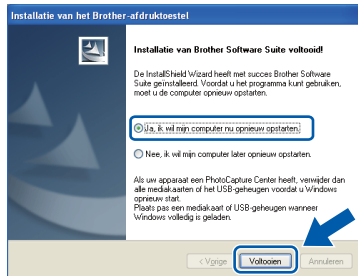 Installatie van het Brother-afdruktoestel
Installatie van Brother Software Suite voltooid!
De InstallShield Wizard heeft met succes Brother Software
Suite geïnstalleerd. Voordat u het programma kunt gebruiken,
moet u de computer opnieuw opstarten.
Ja, ik wil mijn computer nu opnieuw opstarten.
Nee, ik wil mijn computer later opnieuw opstarten.
Als uw apparaat een PhotoCapture Center heeft, verwijder dan
alle mediakaarten of het USB-geheugen voordat u Windows
opnieuw start.
Plaats pas een mediakaart of USB-geheugen wanneer
Windows volledig is geladen.
< Vorige Voltooien Annuleren